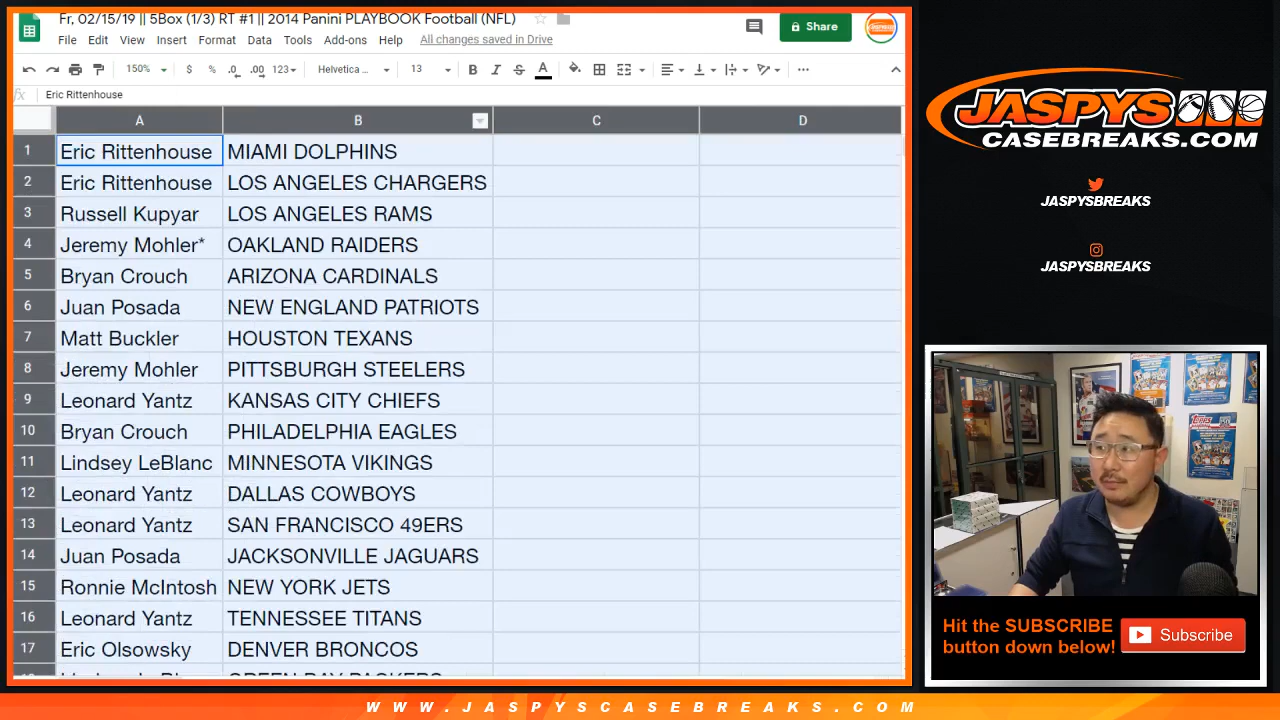 Fr, 02/15/19 || 5Box (1/3) RT #1 || 2014 Panini PLAYBOOK Football (NFL)
File Edit View Insert Format Data Tools Add-ons Help All changes saved in Drive
Share
150% $ % .0 .00 123 Helvetica ... 13 B I S A
fx Eric Rittenhouse
A B C D
1 Eric Rittenhouse MIAMI DOLPHINS
2 Eric Rittenhouse LOS ANGELES CHARGERS
3 Russell Kupyar LOS ANGELES RAMS
4 Jeremy Mohler* OAKLAND RAIDERS
5 Bryan Crouch ARIZONA CARDINALS
6 Juan Posada NEW ENGLAND PATRIOTS
7 Matt Buckler HOUSTON TEXANS
8 Jeremy Mohler PITTSBURGH STEELERS
9 Leonard Yantz KANSAS CITY CHIEFS
10 Bryan Crouch PHILADELPHIA EAGLES
11 Lindsey LeBlanc MINNESOTA VIKINGS
12 Leonard Yantz DALLAS COWBOYS
13 Leonard Yantz SAN FRANCISCO 49ERS
14 Juan Posada JACKSONVILLE JAGUARS
15 Ronnie McIntosh NEW YORK JETS
16 Leonard Yantz TENNESSEE TITANS
17 Eric Olsowsky DENVER BRONCOS
GREEN BAY PACKERS
JASPYS
CASEBREAKS.COM
JASPYSBREAKS
JASPYSBREAKS
Hit the SUBSCRIBE
button down below!
Subscribe
WWW.JASPYSCASEBREAKS.COM